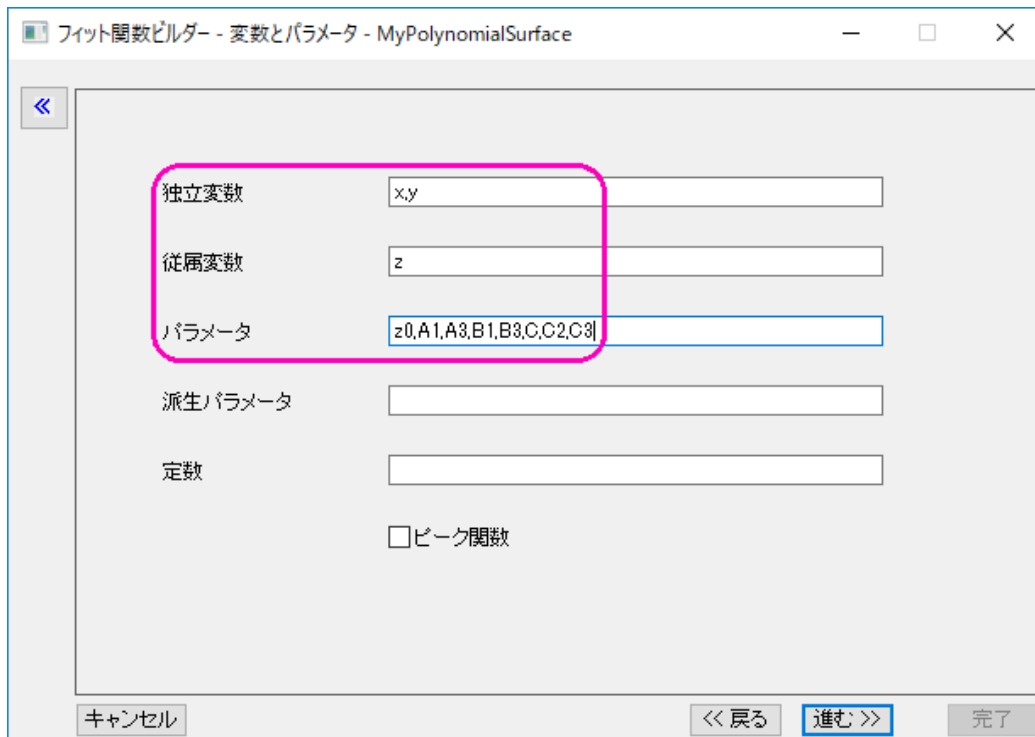 フィット関数ビルダー - 変数とパラメータ - MyPolynomialSurface
独立変数 x,y
従属変数 z
パラメータ z0,A1,A3,B1,B3,C,C2,C3
派生パラメータ
定数
ピーク関数
キャンセル << 戻る 進む >> 完了